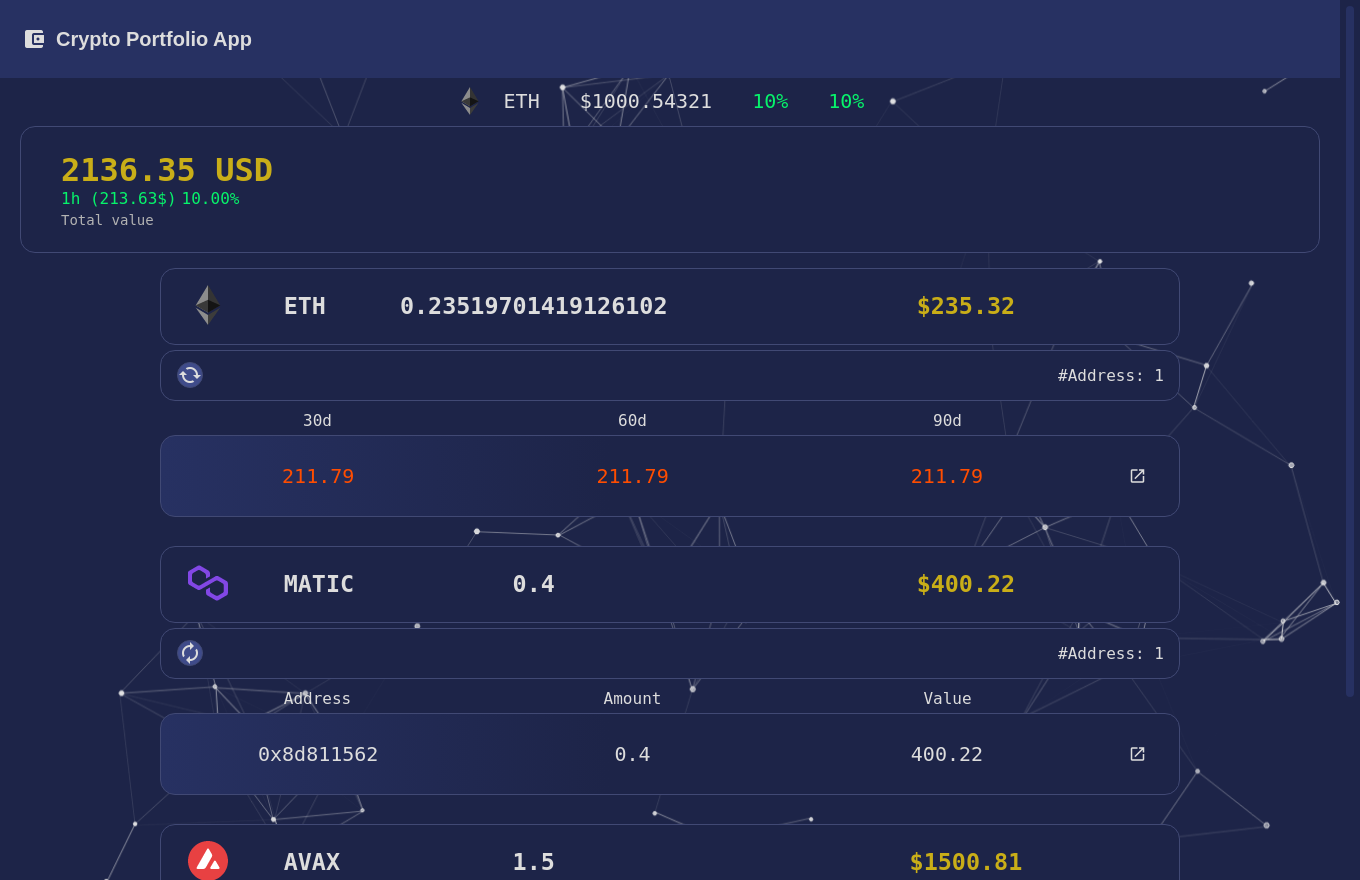 Crypto Portfolio App
ETH $1000.54321 10% 10%
2136.35 USD
1h (213.63$) 10.00%
Total value
ETH 0.23519701419126102 $235.32
#Address: 1
30d 60d 90d
211.79 211.79 211.79
MATIC 0.4 $400.22
#Address: 1
Address Amount Value
0x8d811562 0.4 400.22
AVAX 1.5 $1500.81